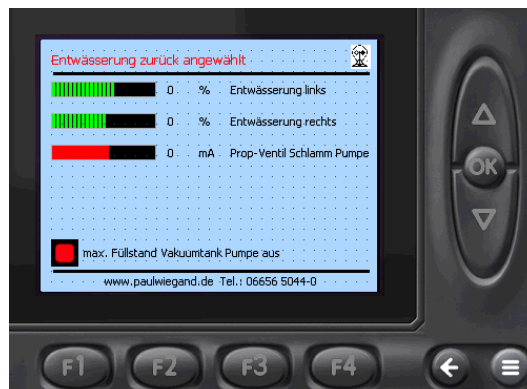 Entwässerung zurück angewählt
0 % Entwässerung links
0 % Entwässerung rechts
0 mA Prop-Ventil Schlamm Pumpe
max. Füllstand Vakuumtank Pumpe aus
www.paulwiegand.de Tel.: 06656 5044-0
OK
F1 F2 F3 F4